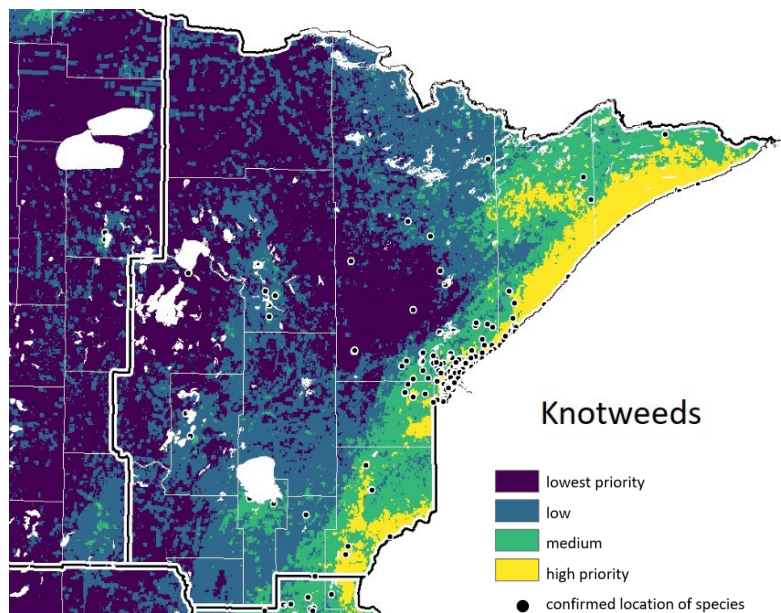 Knotweeds
lowest priority
low
medium
high priority
confirmed location of species